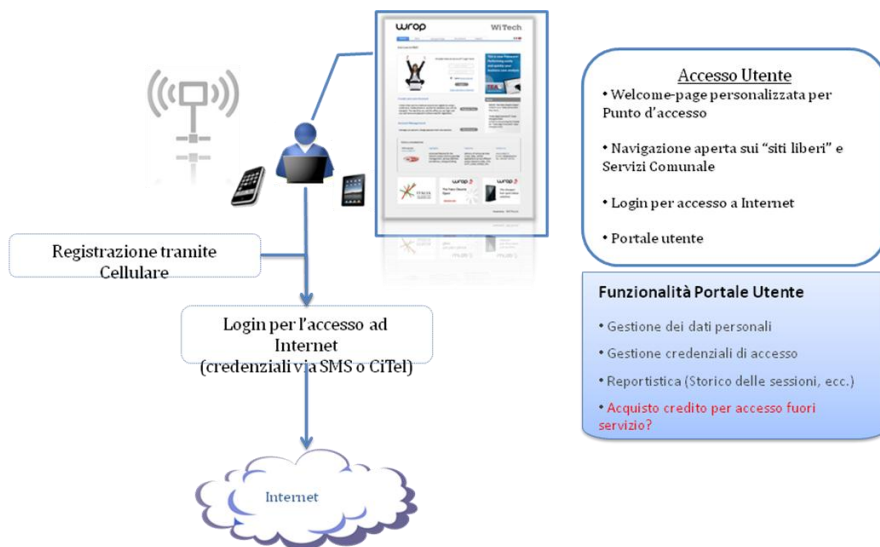 wrop
WiTech
Registrazione tramite
Cellulare
Login per l'accesso ad
Internet
(credenziali via SMS o CiTel)
Internet
Accesso Utente
• Welcome-page personalizzata per
Punto d'accesso
• Navigazione aperta sui "siti liberi" e
Servizi Comunale
• Login per accesso a Internet
• Portale utente
Funzionalità Portale Utente
• Gestione dei dati personali
• Gestione credenziali di accesso
• Reportistica (Storico delle sessioni, ecc.)
• Acquisto credito per accesso fuori
servizio?